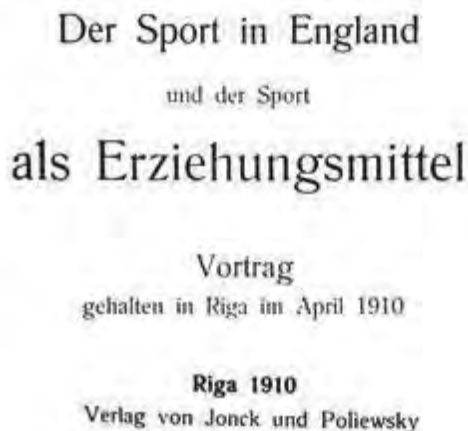 Der Sport in England
und der Sport
als Erziehungsmittel
Vortrag
gehalten in Riga im April 1910
Riga 1910
Verlag von Jonck und Poliewsky